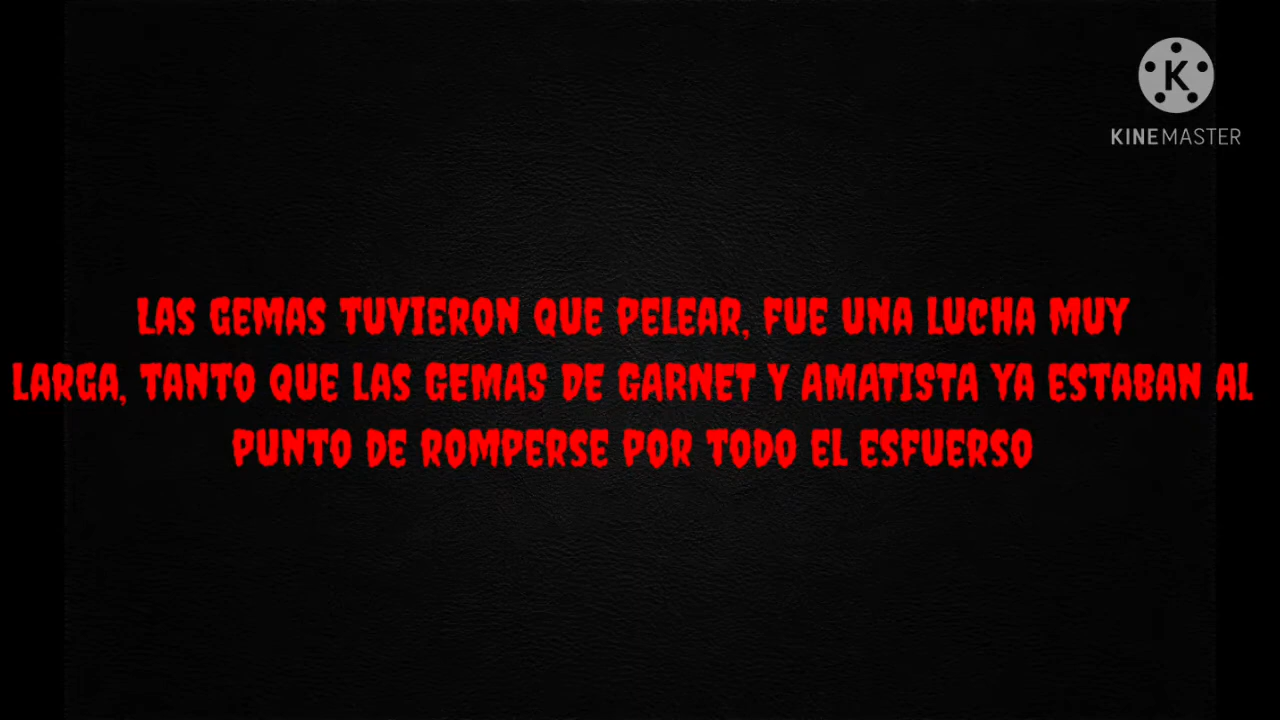 K
KINEMASTER
LAS GEMAS TUVIERON QUE PELEAR, FUE UNA LUCHA MUY
LARGA, TANTO QUE LAS GEMAS DE GARNET Y AMATISTA YA ESTABAN AL
PUNTO DE ROMPERSE POR TODO EL ESFUERSO